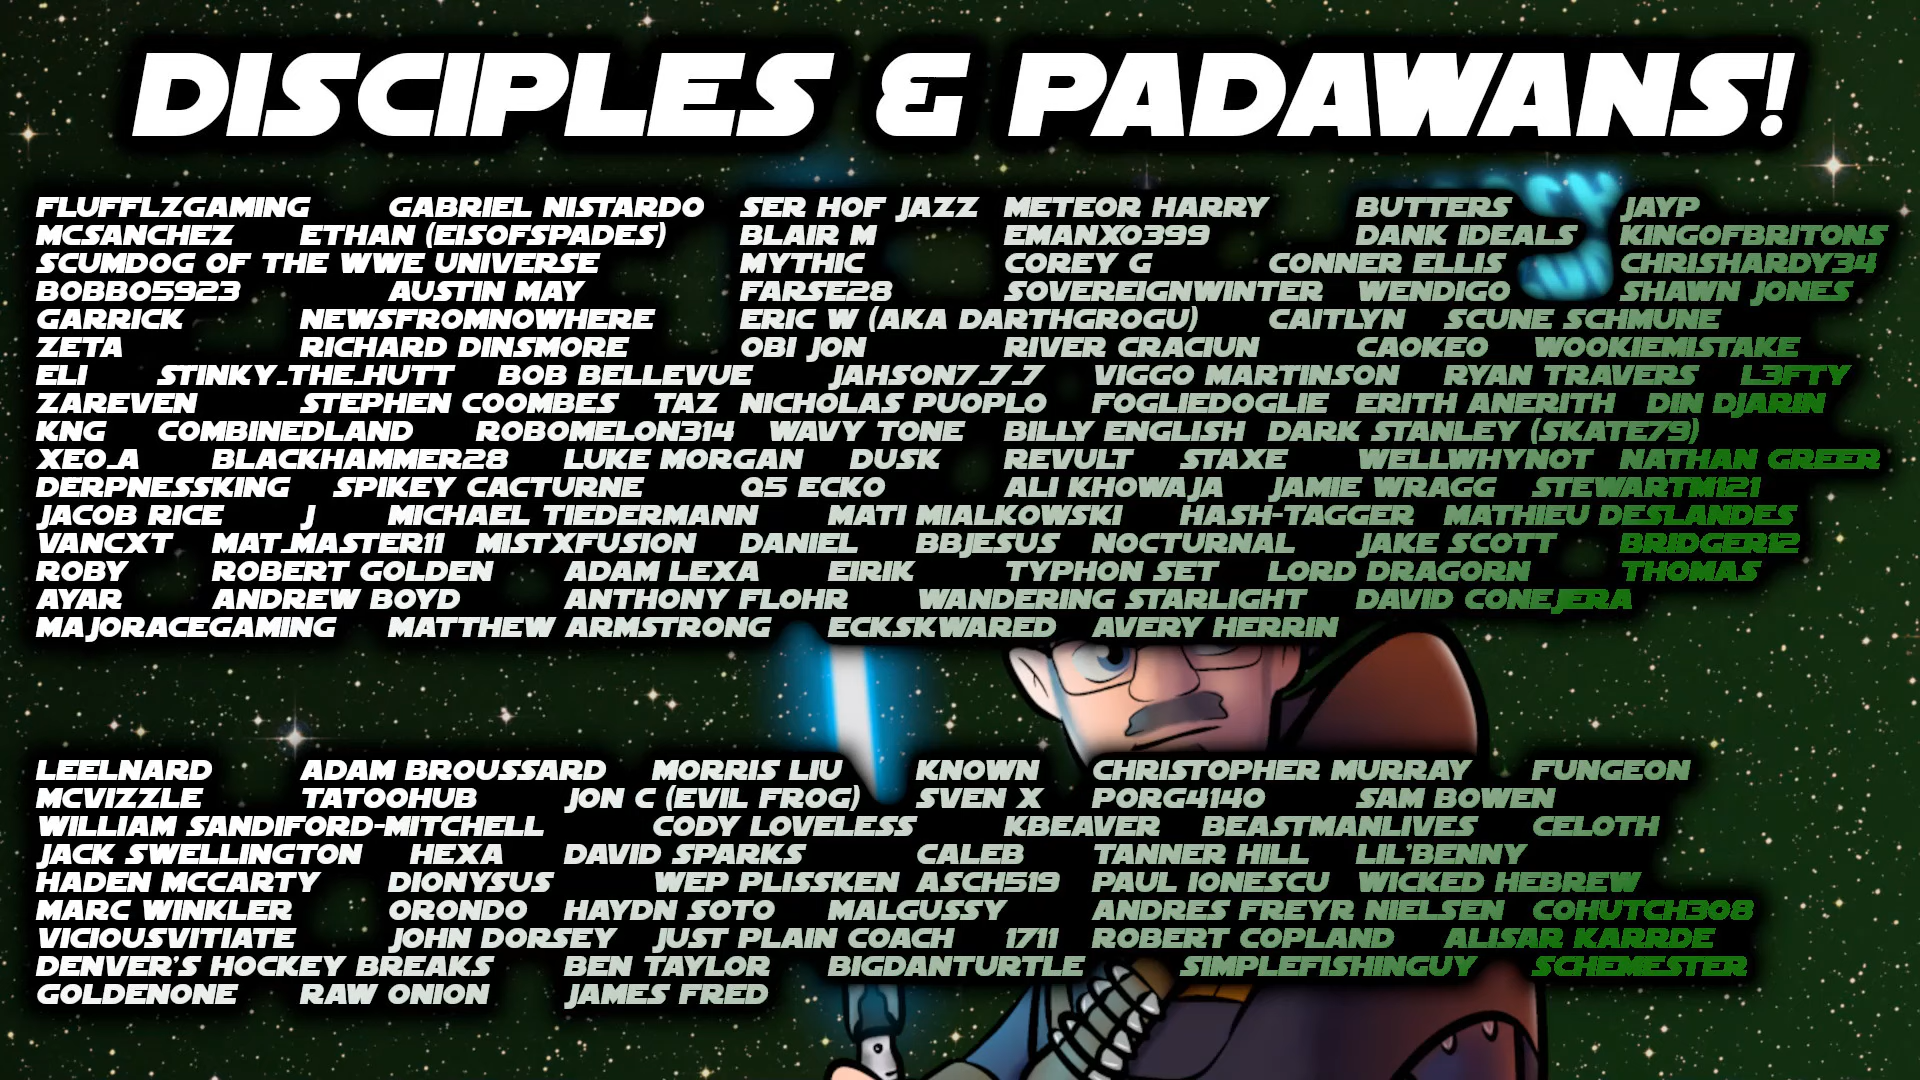 DISCIPLES & PADAWANS!
FLUFFLZGAMING GABRIEL NISTARDO SER HOF JAZZ METEOR HARRY BUTTERS JAYP
MCSANCHEZ ETHAN (EISOFSPADES) BLAIR M EMANX0399 DANK IDEALS KINGOFBRITONS
SCUMDOG OF THE WWE UNIVERSE MYTHIC COREY G CONNER ELLIS CHRISHARDY34
BOBBO5923 AUSTIN MAY FARSE28 SOVEREIGNWINTER WENDIGO SHAWN JONES
GARRICK NEWSFROMNOWHERE ERIC W (AKA DARTHGROGU) CAITLYN SCUNE SCHMUNE
ZETA RICHARD DINSMORE OBI JON RIVER CRACIUN CAOKEO WOOKIEMISTAKE
ELI STINKY_THE_HUTT BOB BELLEVUE JAHSON7_7_7 VIGGO MARTINSON RYAN TRAVERS L3FTY
ZAREVEN STEPHEN COOMBES TAZ NICHOLAS PUOPLO FOGLIEDOGLIE ERITH ANERITH DIN DJARIN
KNG COMBINEDLAND ROBOMELON314 WAVY TONE BILLY ENGLISH DARK STANLEY (SKATE79)
XEO_A BLACKHAMMER28 LUKE MORGAN DUSK REVULT STAXE WELLWHYNOT NATHAN GREER
DERPNESSKING SPIKEY CACTURNE Q5 ECKO ALI KHOWAJA JAMIE WRAGG STEWARTM121
JACOB RICE J MICHAEL TIEDERMANN MATI MIALKOWSKI HASH-TAGGER MATHIEU DESLANDES
VANCXT MAT_MASTER11 MISTXFUSION DANIEL BBJESUS NOCTURNAL JAKE SCOTT BRIDGER12
ROBY ROBERT GOLDEN ADAM LEXA EIRIK TYPHON SET LORD DRAGORN THOMAS
AYAR ANDREW BOYD ANTHONY FLOHR WANDERING STARLIGHT DAVID CONEJERA
MAJORACEGAMING MATTHEW ARMSTRONG ECKSKWARED AVERY HERRIN
LEELNARD ADAM BROUSSARD MORRIS LIU KNOWN CHRISTOPHER MURRAY FUNGEON
MCVIZZLE TATOOHUB JON C (EVIL FROG) SVEN X PORG4140 SAM BOWEN
WILLIAM SANDIFORD-MITCHELL CODY LOVELESS KBEAVER BEASTMANLIVES CELOTH
JACK SWELLINGTON HEXA DAVID SPARKS CALEB TANNER HILL LIL'BENNY
HADEN MCCARTY DIONYSUS WEP PLISSKEN ASCH519 PAUL IONESCU WICKED HEBREW
MARC WINKLER ORONDO HAYDN SOTO MALGUSSY ANDRES FREYR NIELSEN COHUTCH308
VICIOUSVITIATE JOHN DORSEY JUST PLAIN COACH 1711 ROBERT COPLAND ALISAR KARRDE
DENVER'S HOCKEY BREAKS BEN TAYLOR BIGDANTURTLE SIMPLEFISHINGUY SCHEMESTER
GOLDENONE RAW ONION JAMES FRED